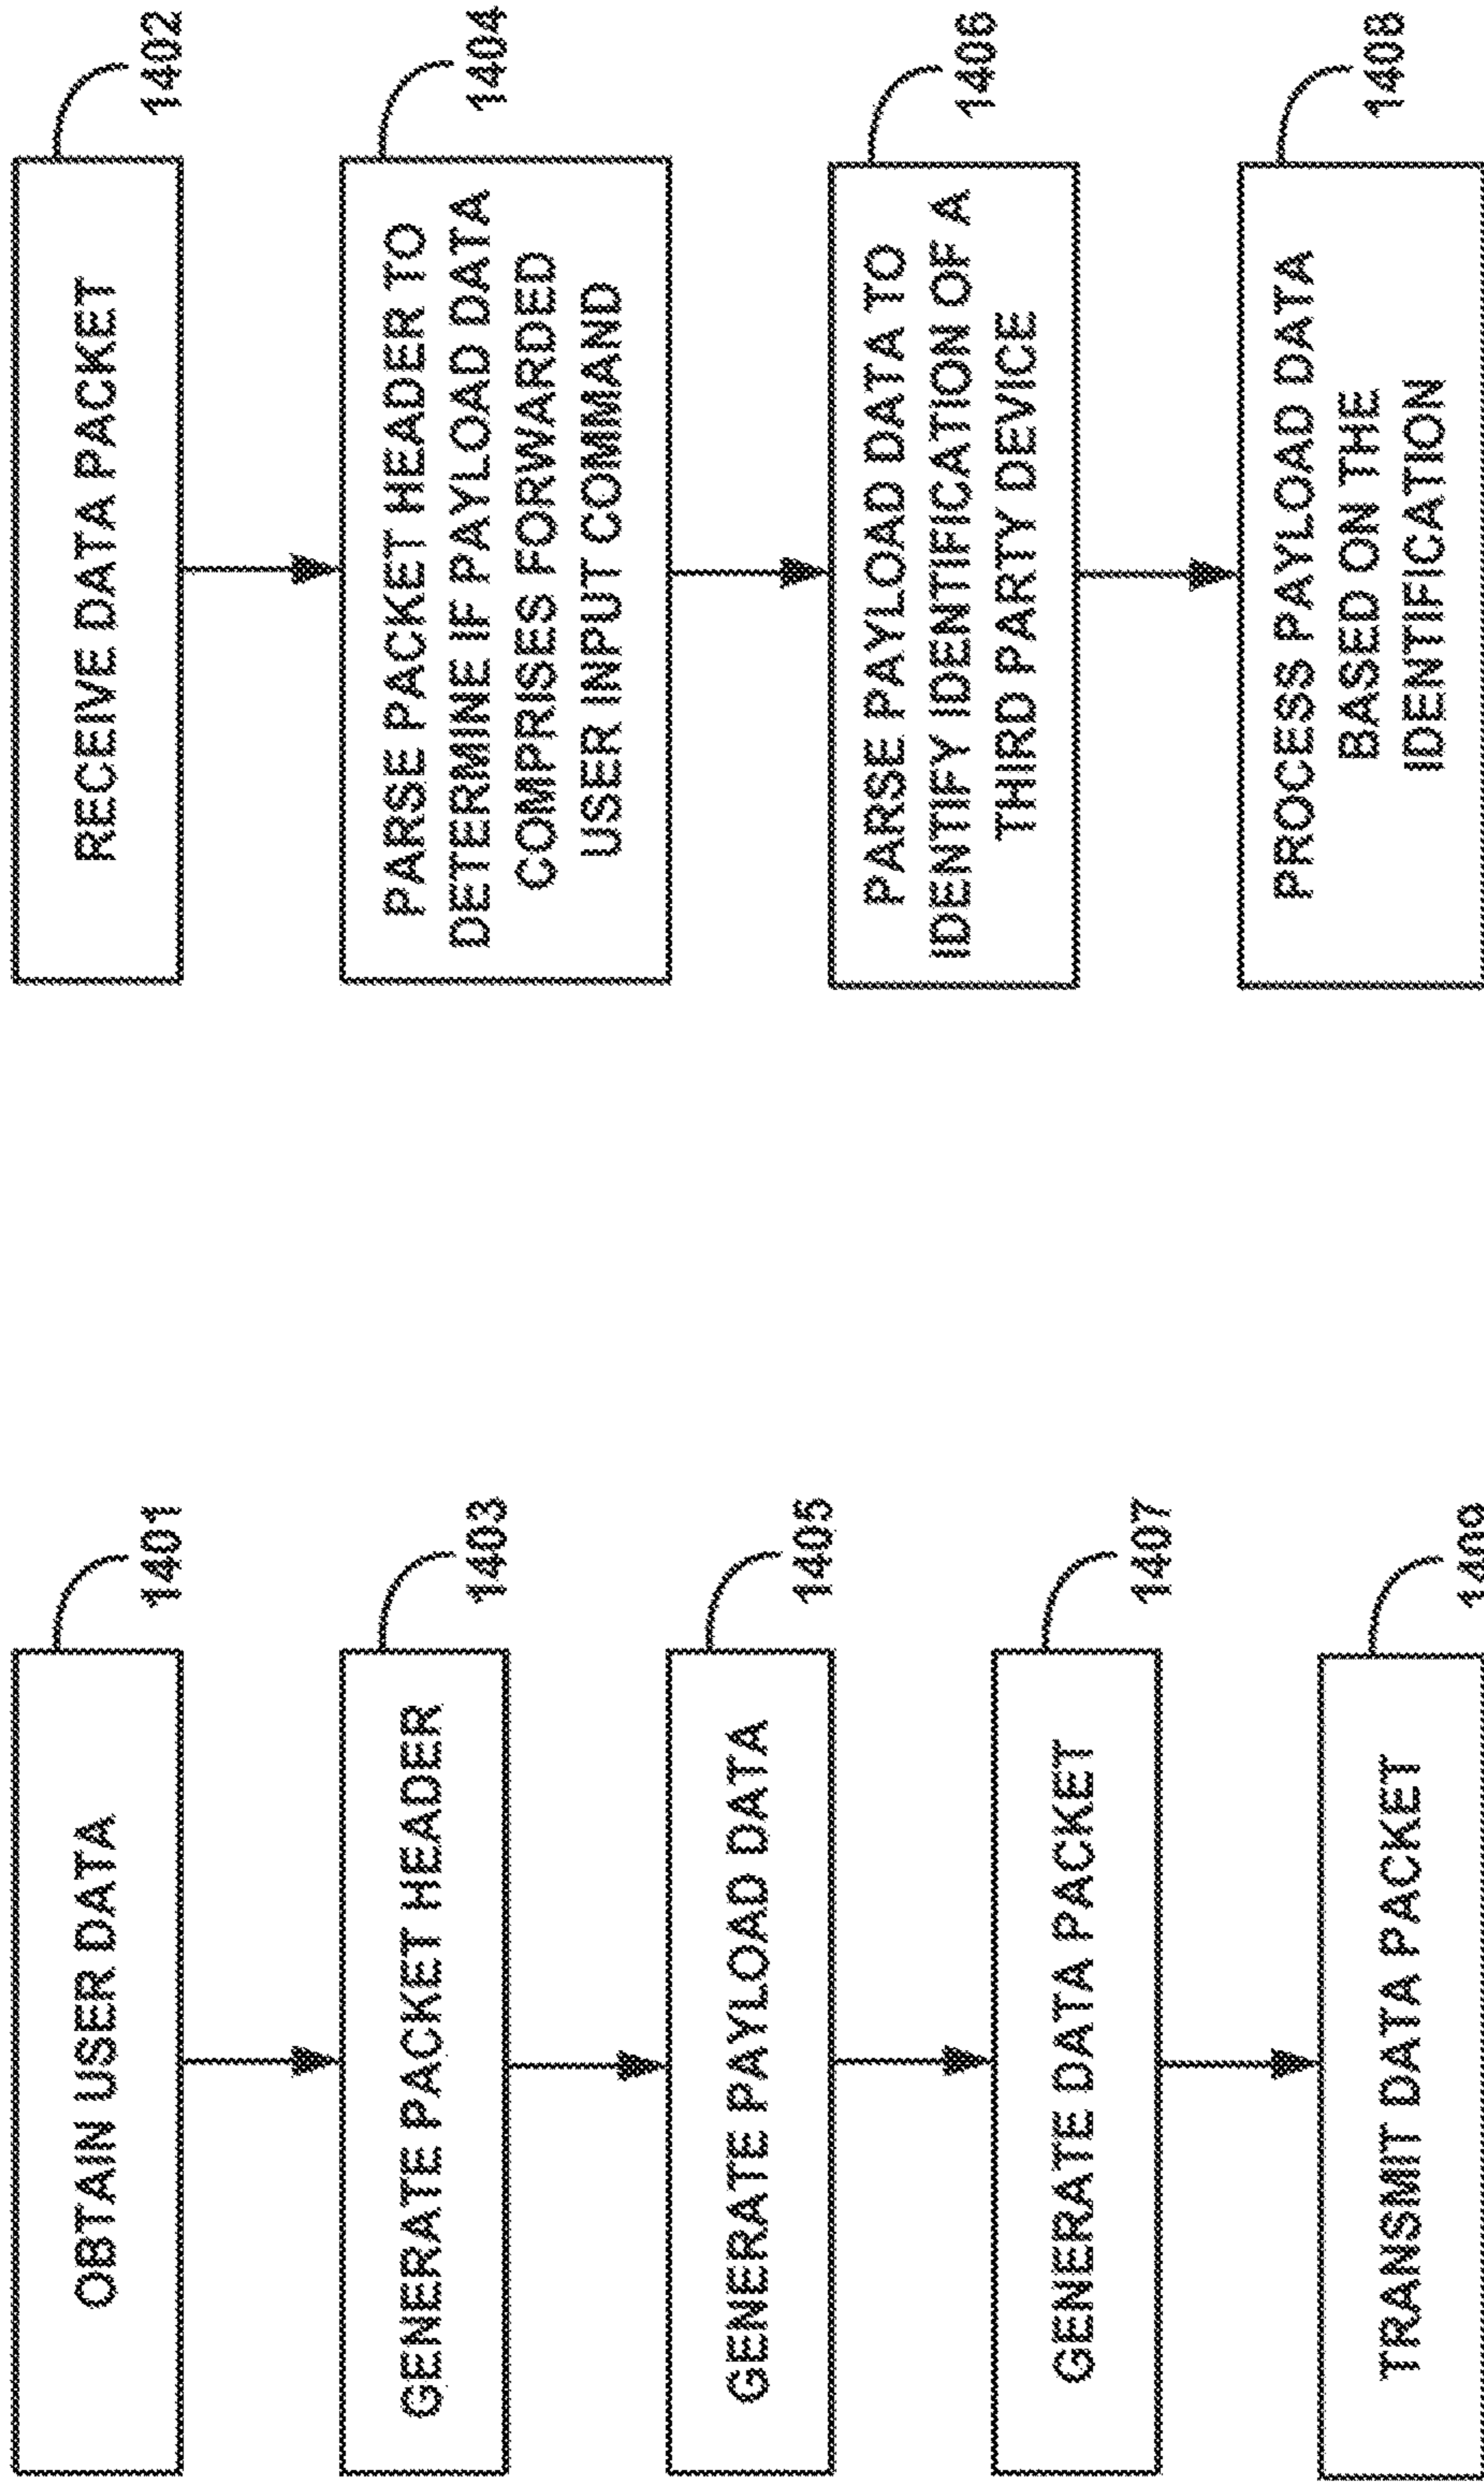 OBTAIN USER DATA
1401
GENERATE PACKET HEADER
1403
GENERATE PAYLOAD DATA
1405
GENERATE DATA PACKET
1407
TRANSMIT DATA PACKET
1409
RECEIVE DATA PACKET
1402
PARSE PACKET HEADER TO
DETERMINE IF PAYLOAD DATA
COMPRISES FORWARDED
USER INPUT COMMAND
1404
PARSE PAYLOAD DATA TO
IDENTIFY IDENTIFICATION OF A
THIRD PARTY DEVICE
1406
PROCESS PAYLOAD DATA
BASED ON THE
IDENTIFICATION
1408